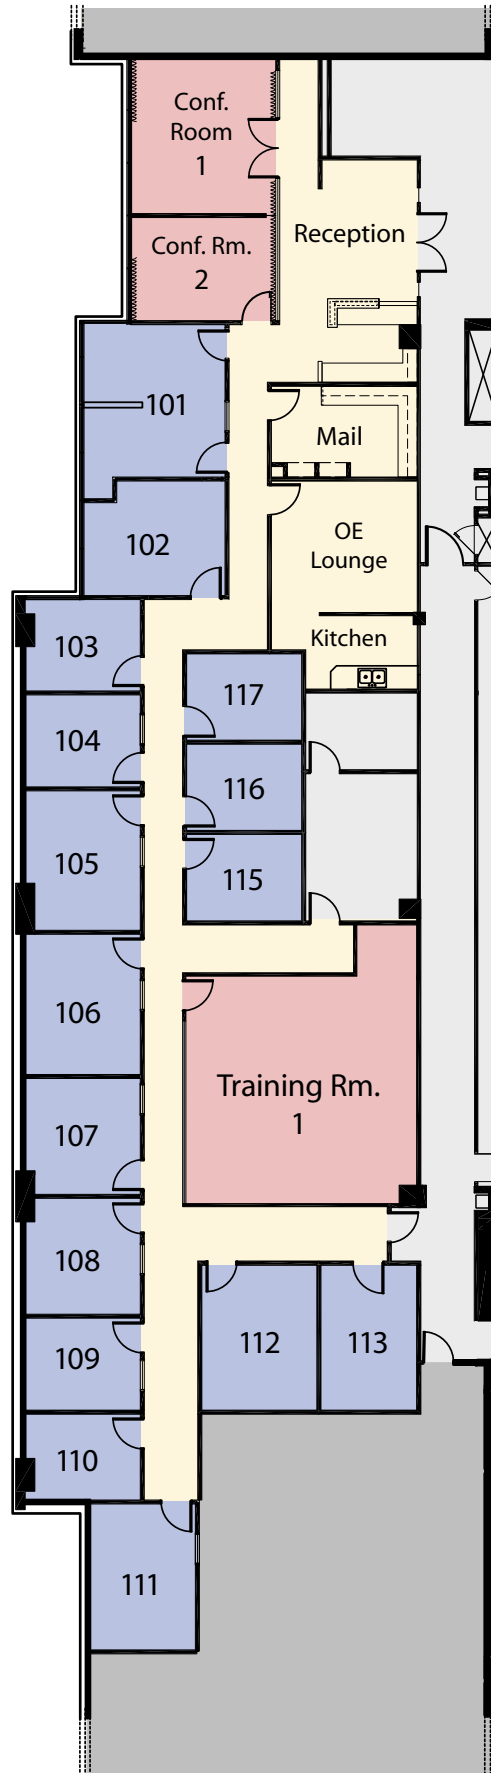 Conf.
Room
1
Reception
Conf. Rm.
2
101
Mail
102
OE
Lounge
Kitchen
103
117
104
116
105
115
106
Training Rm.
1
107
108
112
113
109
110
111